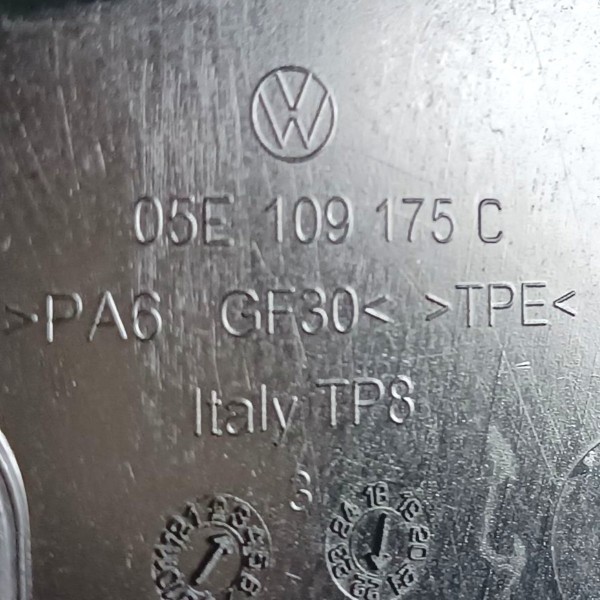 05E 109 175 C
>PA6 GF30< >TPE<
Italy TP8
3